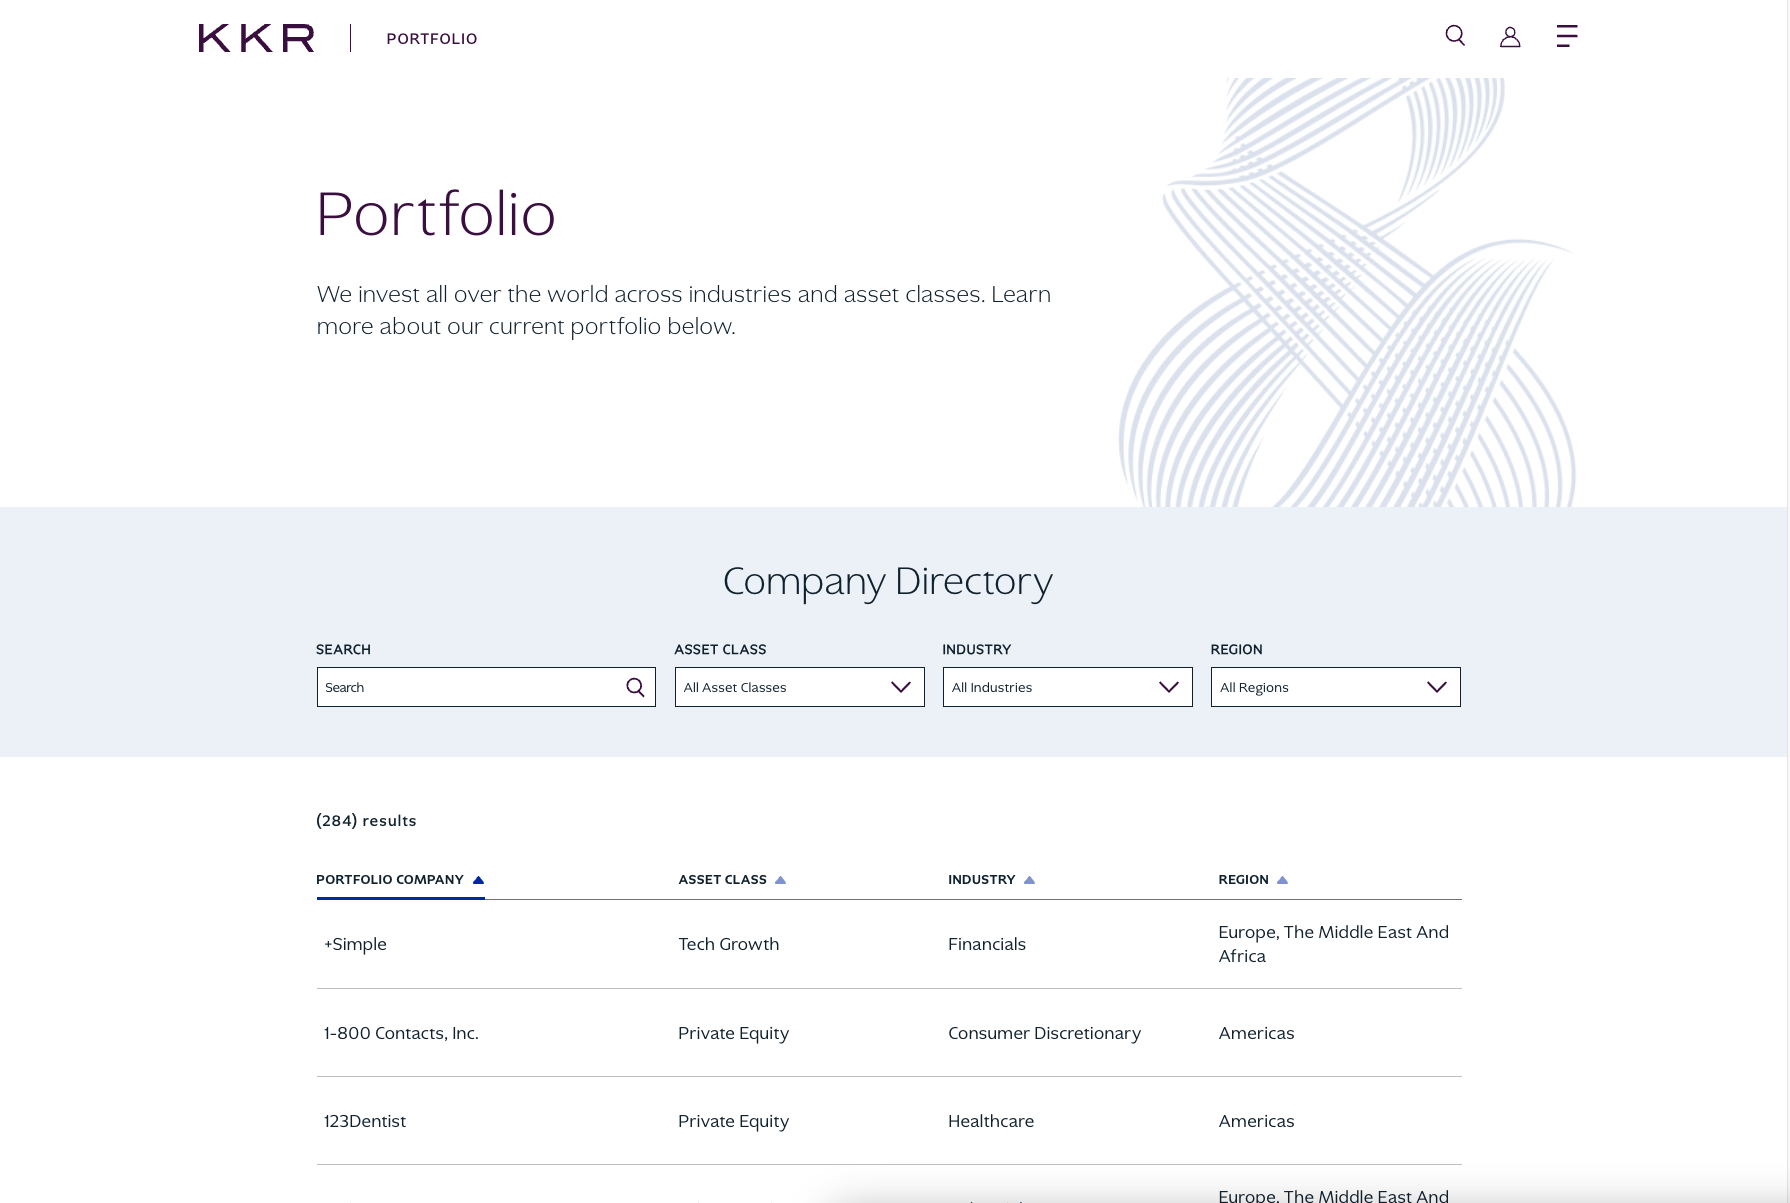 KKR
PORTFOLIO
Portfolio
We invest all over the world across industries and asset classes. Learn
more about our current portfolio below.
Company Directory
SEARCH
ASSET CLASS
INDUSTRY
REGION
Search
All Asset Classes
All Industries
All Regions
(284) results
PORTFOLIO COMPANY
ASSET CLASS
INDUSTRY
REGION
+Simple
Tech Growth
Financials
Europe, The Middle East And
Africa
1-800 Contacts, Inc.
Private Equity
Consumer Discretionary
Americas
123Dentist
Private Equity
Healthcare
Americas
Europe, The Middle East And